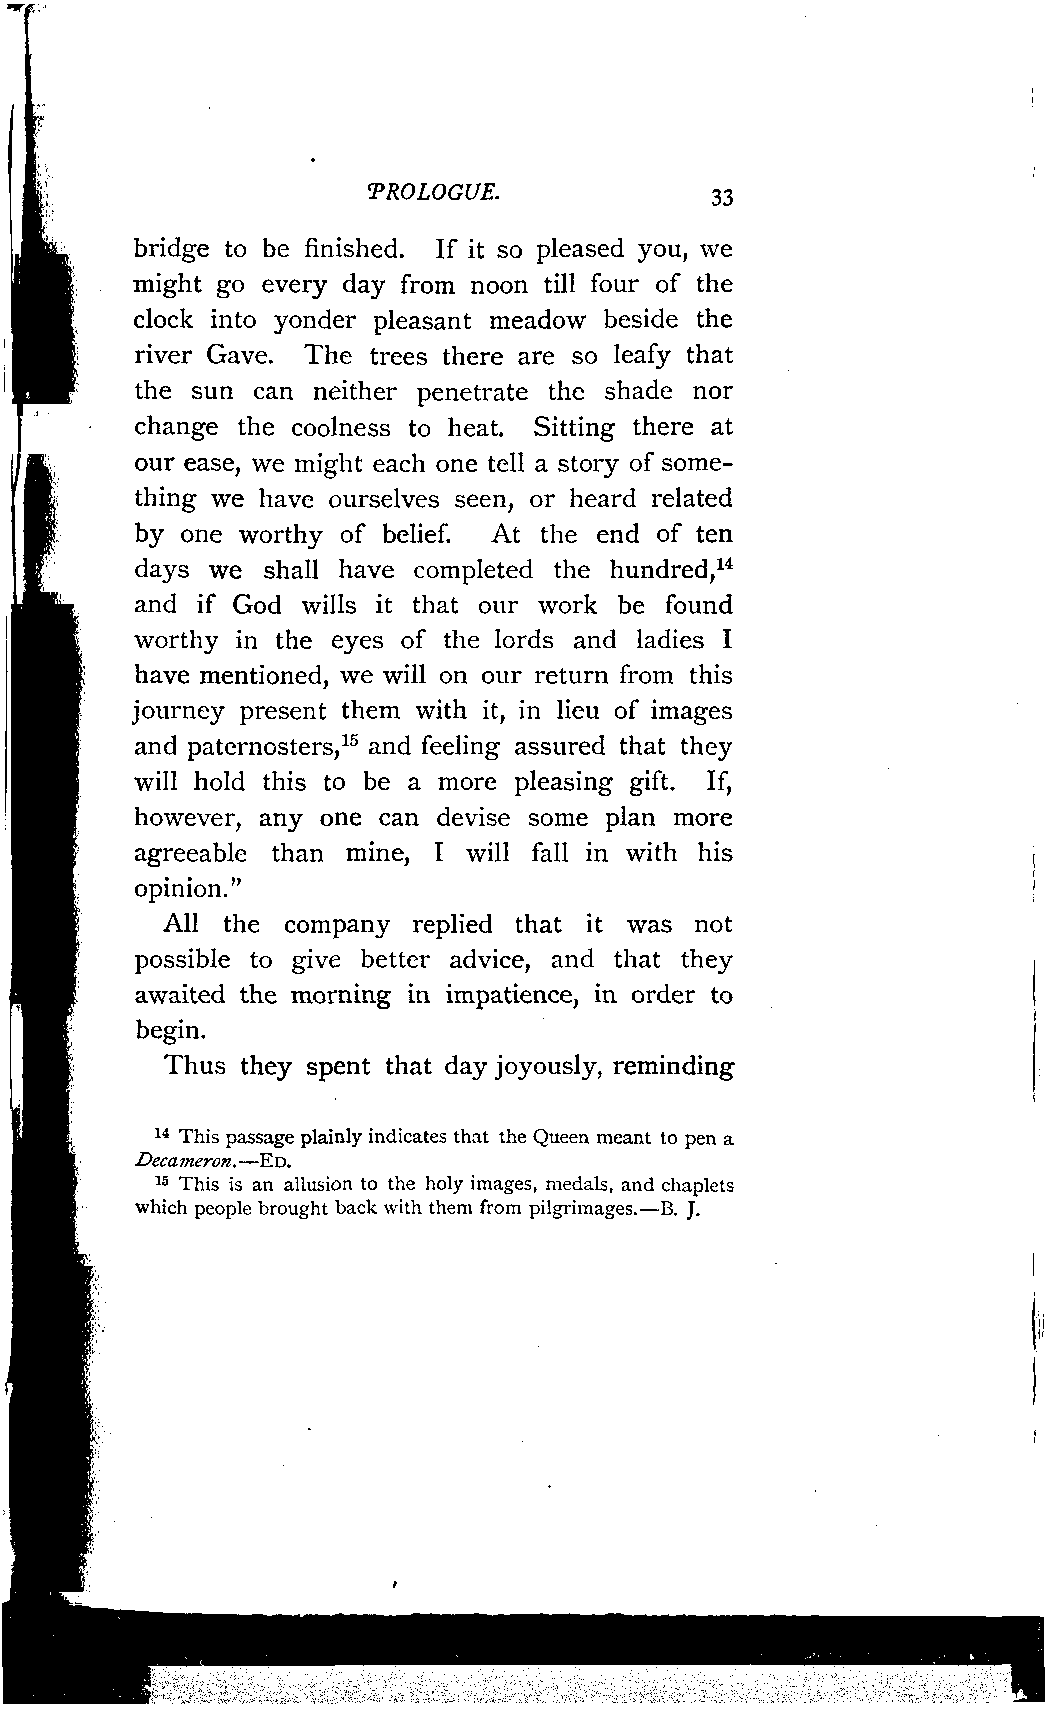 PROLOGUE. 33
bridge to be finished. If it so pleased you, we
might go every day from noon till four of the
clock into yonder pleasant meadow beside the
river Gave. The trees there are so leafy that
the sun can neither penetrate the shade nor
change the coolness to heat. Sitting there at
our ease, we might each one tell a story of some-
thing we have ourselves seen, or heard related
by one worthy of belief. At the end of ten
days we shall have completed the hundred,¹⁴
and if God wills it that our work be found
worthy in the eyes of the lords and ladies I
have mentioned, we will on our return from this
journey present them with it, in lieu of images
and paternosters,¹⁵ and feeling assured that they
will hold this to be a more pleasing gift. If,
however, any one can devise some plan more
agreeable than mine, I will fall in with his
opinion."
All the company replied that it was not
possible to give better advice, and that they
awaited the morning in impatience, in order to
begin.
Thus they spent that day joyously, reminding
¹⁴ This passage plainly indicates that the Queen meant to pen a
Decameron.—ED.
¹⁵ This is an allusion to the holy images, medals, and chaplets
which people brought back with them from pilgrimages.—B. J.